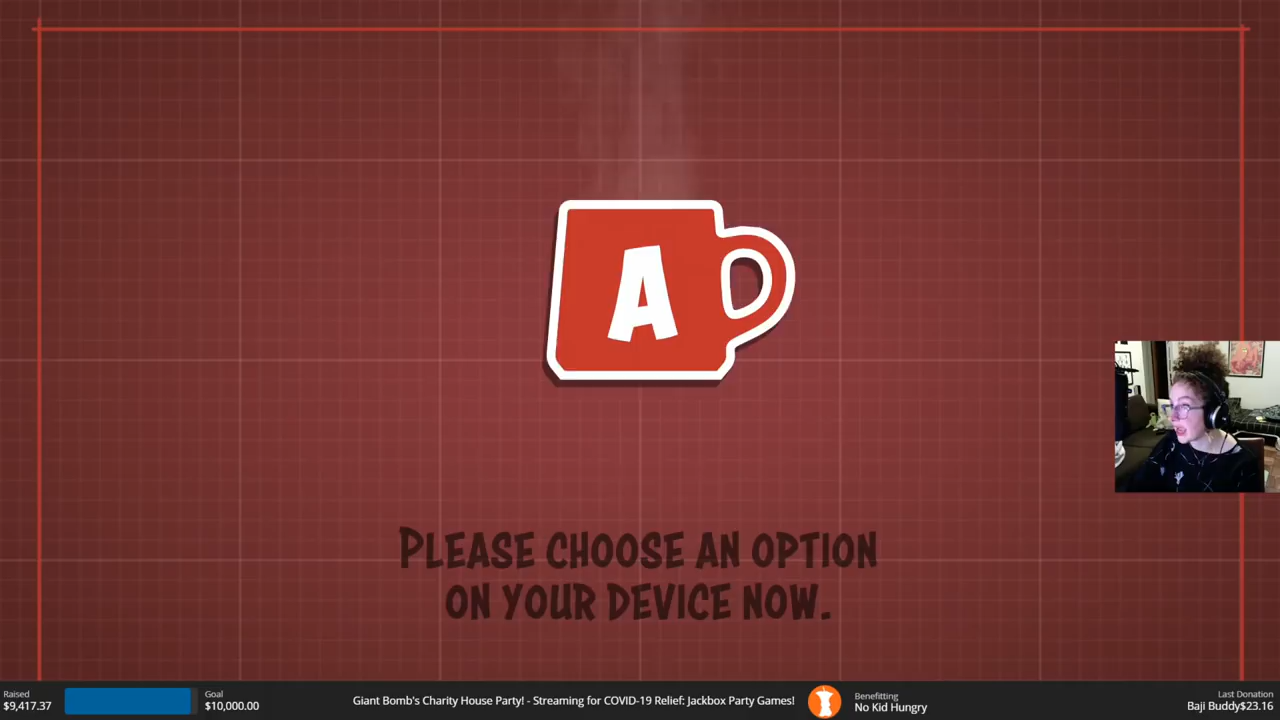 A
PLEASE CHOOSE AN OPTION
ON YOUR DEVICE NOW.
Raised
$9,417.37
Goal
$10,000.00
Giant Bomb's Charity House Party! - Streaming for COVID-19 Relief: Jackbox Party Games!
Benefitting
No Kid Hungry
Last Donation
Baji Buddy$23.16